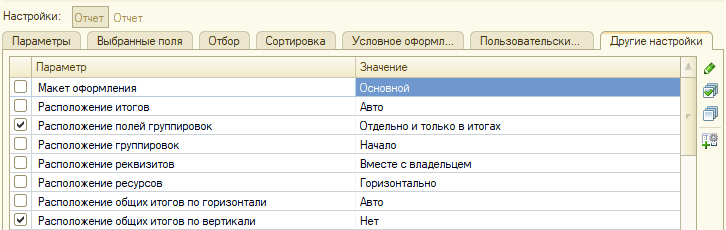 Настройки: Отчет Отчет
Параметры Выбранные поля Отбор Сортировка Условное оформл... Пользовательски... Другие настройки
Параметр Значение
Макет оформления Основной
Расположение итогов Авто
Расположение полей группировок Отдельно и только в итогах
Расположение группировок Начало
Расположение реквизитов Вместе с владельцем
Расположение ресурсов Горизонтально
Расположение общих итогов по горизонтали Авто
Расположение общих итогов по вертикали Нет